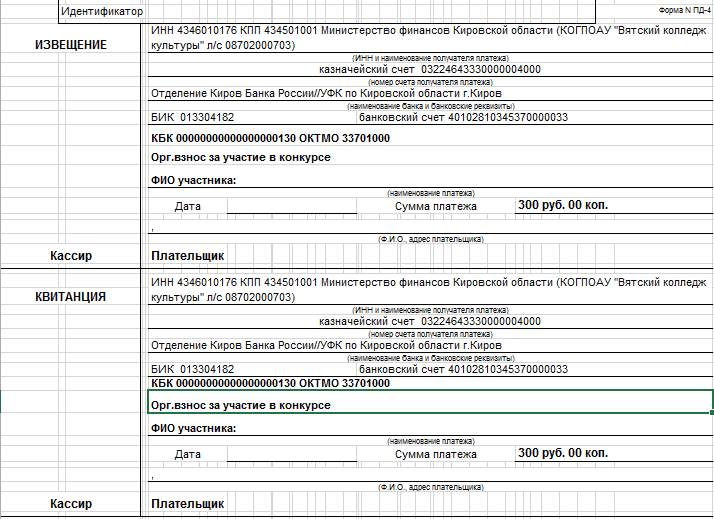 Идентификатор
Форма N ПД-4
ИНН 4346010176 КПП 434501001 Министерство финансов Кировской области (КОГПОАУ "Вятский колледж
ИЗВЕЩЕНИЕ
культуры" л/с 08702000703)
(ИНН и наименование получателя платежа)
казначейский счет 03224643330000004000
(номер счета получателя платежа)
Отделение Киров Банка России//УФК по Кировской области г.Киров
(наименование банка и банковские реквизиты)
БИК 013304182 банковский счет 40102810345370000033
КБК 00000000000000000130 ОКТМО 33701000
Орг.взнос за участие в конкурсе
ФИО участника:
(наименование платежа)
Дата Сумма платежа 300 руб. 00 коп.
,
(Ф.И.О., адрес плательщика)
Кассир Плательщик
ИНН 4346010176 КПП 434501001 Министерство финансов Кировской области (КОГПОАУ "Вятский колледж
КВИТАНЦИЯ
культуры" л/с 08702000703)
(ИНН и наименование получателя платежа)
казначейский счет 03224643330000004000
(номер счета получателя платежа)
Отделение Киров Банка России//УФК по Кировской области г.Киров
(наименование банка и банковские реквизиты)
БИК 013304182 банковский счет 40102810345370000033
КБК 00000000000000000130 ОКТМО 33701000
Орг.взнос за участие в конкурсе
ФИО участника:
(наименование платежа)
Дата Сумма платежа 300 руб. 00 коп.
,
(Ф.И.О., адрес плательщика)
Кассир Плательщик